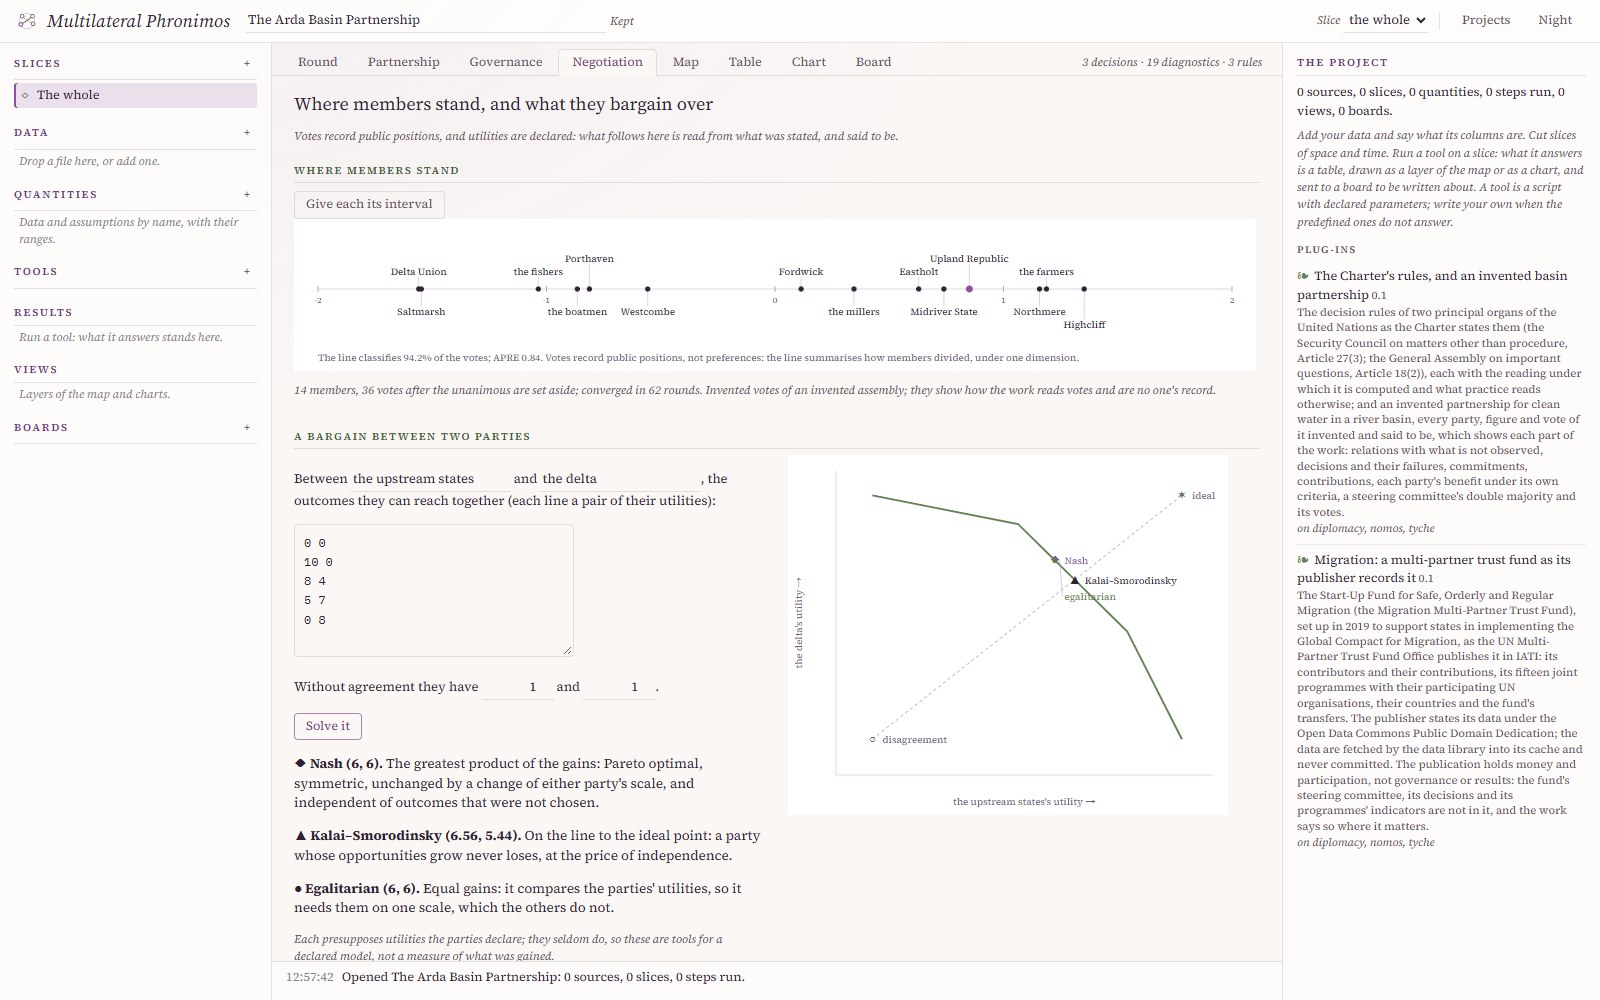 Multilateral Phronimos
The Arda Basin Partnership
Kept
Slice the whole
Projects
Night
SLICES +
The whole
DATA +
Drop a file here, or add one.
QUANTITIES +
Data and assumptions by name, with their
ranges.
TOOLS +
RESULTS
Run a tool: what it answers stands here.
VIEWS
Layers of the map and charts.
BOARDS +
Round
Partnership
Governance
Negotiation
Map
Table
Chart
Board
3 decisions · 19 diagnostics · 3 rules
Where members stand, and what they bargain over
Votes record public positions, and utilities are declared: what follows here is read from what was stated, and said to be.
WHERE MEMBERS STAND
Give each its interval
Porthaven
Upland Republic
Delta Union
the fishers
Fordwick
Eastholt
the farmers
-2
-1
0
1
2
Saltmarsh
the boatmen
Westcombe
the millers
Midriver State
Northmere
Highcliff
The line classifies 94.2% of the votes; APRE 0.84. Votes record public positions, not preferences: the line summarises how members divided, under one dimension.
14 members, 36 votes after the unanimous are set aside; converged in 62 rounds. Invented votes of an invented assembly; they show how the work reads votes and are no one's record.
A BARGAIN BETWEEN TWO PARTIES
Between the upstream states and the delta , the
outcomes they can reach together (each line a pair of their utilities):
0 0
10 0
8 4
5 7
0 8
Without agreement they have 1 and 1 .
Solve it
◆ Nash (6, 6). The greatest product of the gains: Pareto optimal,
symmetric, unchanged by a change of either party's scale, and
independent of outcomes that were not chosen.
▲ Kalai–Smorodinsky (6.56, 5.44). On the line to the ideal point: a party
whose opportunities grow never loses, at the price of independence.
● Egalitarian (6, 6). Equal gains: it compares the parties' utilities, so it
needs them on one scale, which the others do not.
Each presupposes utilities the parties declare; they seldom do, so these are tools for a
declared model, not a measure of what was gained.
ideal
Nash
Kalai–Smorodinsky
egalitarian
disagreement
the delta's utility →
the upstream states's utility →
12:57:42 Opened The Arda Basin Partnership: 0 sources, 0 slices, 0 steps run.
THE PROJECT
0 sources, 0 slices, 0 quantities, 0 steps run, 0
views, 0 boards.
Add your data and say what its columns are. Cut slices
of space and time. Run a tool on a slice: what it answers
is a table, drawn as a layer of the map or as a chart, and
sent to a board to be written about. A tool is a script
with declared parameters; write your own when the
predefined ones do not answer.
PLUG-INS
The Charter's rules, and an invented basin
partnership 0.1
The decision rules of two principal organs of the
United Nations as the Charter states them (the
Security Council on matters other than procedure,
Article 27(3); the General Assembly on important
questions, Article 18(2)), each with the reading under
which it is computed and what practice reads
otherwise; and an invented partnership for clean
water in a river basin, every party, figure and vote of
it invented and said to be, which shows each part of
the work: relations with what is not observed,
decisions and their failures, commitments,
contributions, each party's benefit under its own
criteria, a steering committee's double majority and
its votes.
on diplomacy, nomos, tyche
Migration: a multi-partner trust fund as its
publisher records it 0.1
The Start-Up Fund for Safe, Orderly and Regular
Migration (the Migration Multi-Partner Trust Fund),
set up in 2019 to support states in implementing the
Global Compact for Migration, as the UN Multi-
Partner Trust Fund Office publishes it in IATI: its
contributors and their contributions, its fifteen joint
programmes with their participating UN
organisations, their countries and the fund's
transfers. The publisher states its data under the
Open Data Commons Public Domain Dedication; the
data are fetched by the data library into its cache and
never committed. The publication holds money and
participation, not governance or results: the fund's
steering committee, its decisions and its
programmes' indicators are not in it, and the work
says so where it matters.
on diplomacy, nomos, tyche